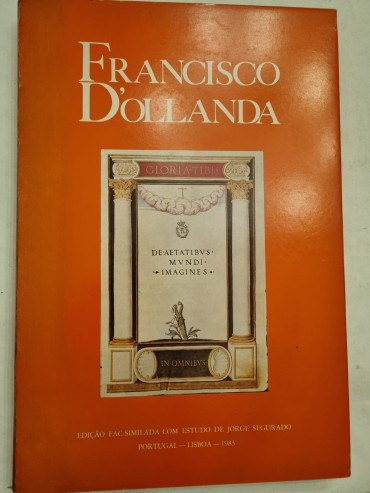 FRANCISCO
D'OLLANDA
GLORIA·TIBI·
DE·AETATIBVS·
MVNDI·
IMAGINES·
IN·OMNIBVS·
EDIÇÃO FAC-SIMILADA COM ESTUDO DE JORGE SEGURADO
PORTUGAL — LISBOA — 1983